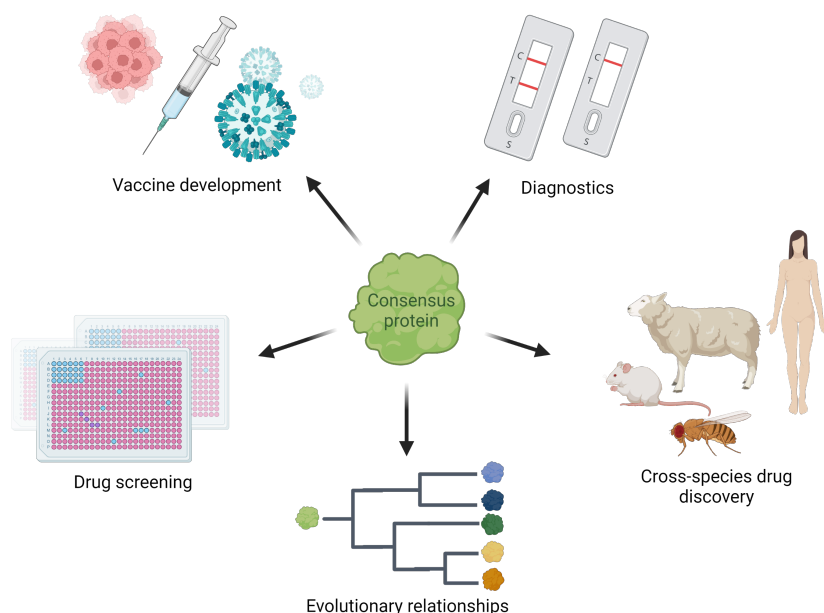 C
T
S
C
T
S
Vaccine development
Diagnostics
Consensus
protein
Drug screening
Cross-species drug
discovery
Evolutionary relationships